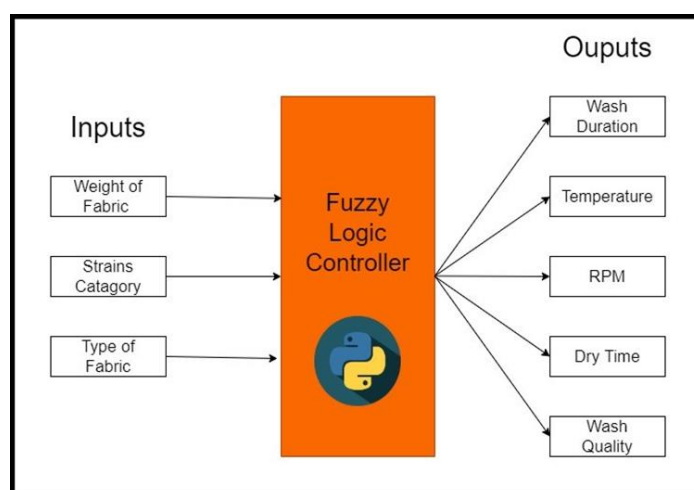 Ouputs
Inputs
Weight of
Fabric
Strains
Catagory
Type of
Fabric
Fuzzy
Logic
Controller
Wash
Duration
Temperature
RPM
Dry Time
Wash
Quality